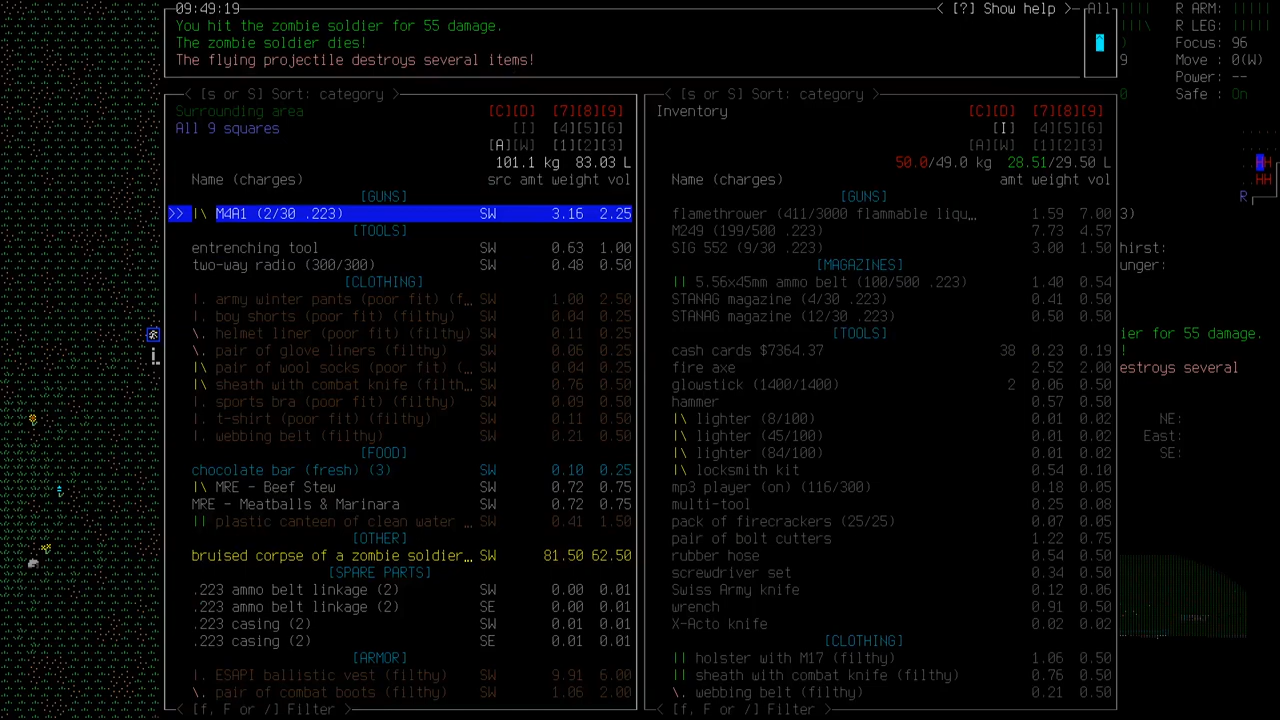 09:49:19
< [?] Show help >
All
You hit the zombie soldier for 55 damage.
The zombie soldier dies!
The flying projectile destroys several items!
R ARM:
R LEG:
Focus: 96
9 Move : 0(W)
Power: --
0 Safe : On
< [s or S] Sort: category >
Surrounding area [C][D] [7][8][9]
All 9 squares [I] [4][5][6]
[A][W] [1][2][3]
101.1 kg 83.03 L
Name (charges) src amt weight vol
[GUNS]
>> |\ M4A1 (2/30 .223) SW 3.16 2.25
[TOOLS]
entrenching tool SW 0.63 1.00
two-way radio (300/300) SW 0.48 0.50
[CLOTHING]
|. army winter pants (poor fit) (f… SW 1.00 2.50
|. boy shorts (poor fit) (filthy) SW 0.04 0.25
\. helmet liner (poor fit) (filthy) SW 0.11 0.25
\. pair of glove liners (filthy) SW 0.06 0.25
|\ pair of wool socks (poor fit) (… SW 0.04 0.25
|\ sheath with combat knife (filth… SW 0.76 0.50
|. sports bra (poor fit) (filthy) SW 0.09 0.50
|. t-shirt (poor fit) (filthy) SW 0.11 0.50
|. webbing belt (filthy) SW 0.21 0.50
[FOOD]
chocolate bar (fresh) (3) SW 0.10 0.25
|\ MRE - Beef Stew SW 0.72 0.75
MRE - Meatballs & Marinara SW 0.72 0.75
|| plastic canteen of clean water … SW 0.41 1.50
[OTHER]
bruised corpse of a zombie soldier… SW 81.50 62.50
[SPARE PARTS]
.223 ammo belt linkage (2) SW 0.00 0.01
.223 ammo belt linkage (2) SE 0.00 0.01
.223 casing (2) SW 0.01 0.01
.223 casing (2) SE 0.01 0.01
[ARMOR]
|. ESAPI ballistic vest (filthy) SW 9.91 6.00
\. pair of combat boots (filthy) SW 1.06 2.00
< [f, F or /] Filter >
< [s or S] Sort: category >
Inventory [C][D] [7][8][9]
[I] [4][5][6]
[A][W] [1][2][3]
50.0/49.0 kg 28.51/29.50 L
Name (charges) amt weight vol
[GUNS]
flamethrower (411/3000 flammable liqu… 1.59 7.00
M249 (199/500 .223) 7.73 4.57
SIG 552 (9/30 .223) 3.00 1.50
[MAGAZINES]
|| 5.56x45mm ammo belt (100/500 .223) 1.40 0.54
STANAG magazine (4/30 .223) 0.41 0.50
STANAG magazine (12/30 .223) 0.50 0.50
[TOOLS]
cash cards $7364.37 38 0.23 0.19
fire axe 2.52 2.00
glowstick (1400/1400) 2 0.06 0.50
hammer 0.57 0.50
|\ lighter (8/100) 0.01 0.02
|\ lighter (45/100) 0.01 0.02
|\ lighter (84/100) 0.01 0.02
|\ locksmith kit 0.54 0.10
mp3 player (on) (116/300) 0.18 0.05
multi-tool 0.25 0.08
pack of firecrackers (25/25) 0.07 0.05
pair of bolt cutters 1.22 0.75
rubber hose 0.54 0.50
screwdriver set 0.34 0.50
Swiss Army knife 0.12 0.06
wrench 0.91 0.50
X-Acto knife 0.02 0.02
[CLOTHING]
|| holster with M17 (filthy) 1.06 0.50
|| sheath with combat knife (filthy) 0.76 0.50
\. webbing belt (filthy) 0.21 0.50
< [f, F or /] Filter >
HH
HH
R
3)
hirst:
unger:
ier for 55 damage.
!
estroys several
NE:
East:
SE: